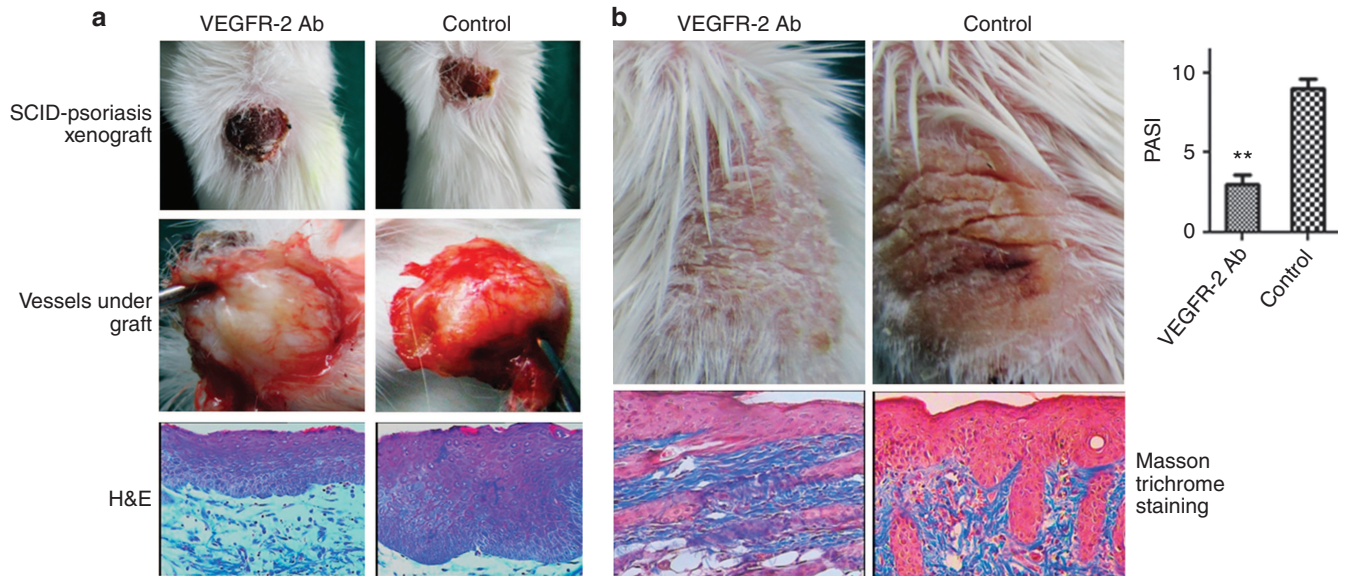 a
VEGFR-2 Ab
Control
SCID-psoriasis
xenograft
Vessels under
graft
H&E
b
VEGFR-2 Ab
Control
Masson
trichrome
staining
PASI
10
5
0
**
VEGFR-2 Ab
Control